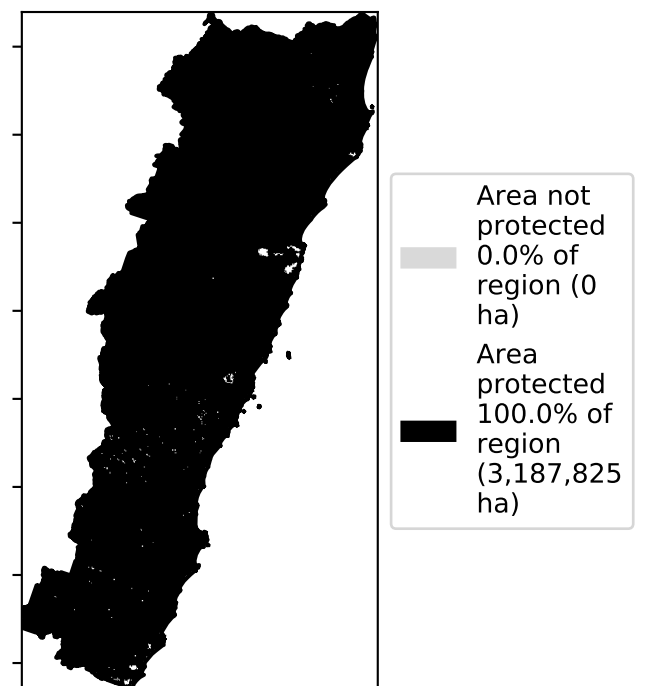 Area not
protected
0.0% of
region (0
ha)
Area
protected
100.0% of
region
(3,187,825
ha)